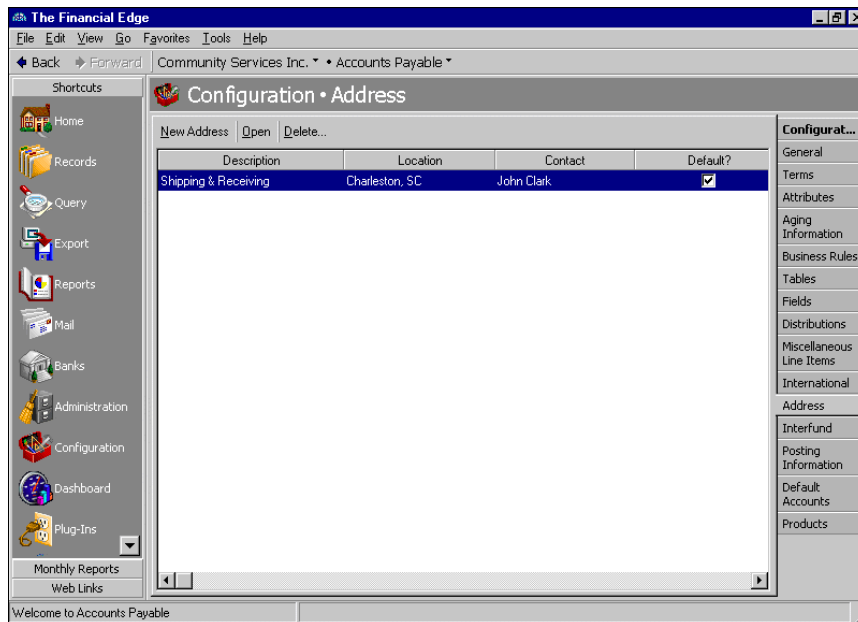 The Financial Edge
File Edit View Go Favorites Tools Help
Back Forward Community Services Inc. • Accounts Payable
Shortcuts
Home
Records
Query
Export
Reports
Mail
Banks
Administration
Configuration
Dashboard
Plug-Ins
Monthly Reports
Web Links
Configuration • Address
New Address Open Delete...
Description Location Contact Default?
Shipping & Receiving Charleston, SC John Clark
Configurat...
General
Terms
Attributes
Aging
Information
Business Rules
Tables
Fields
Distributions
Miscellaneous
Line Items
International
Address
Interfund
Posting
Information
Default
Accounts
Products
Welcome to Accounts Payable